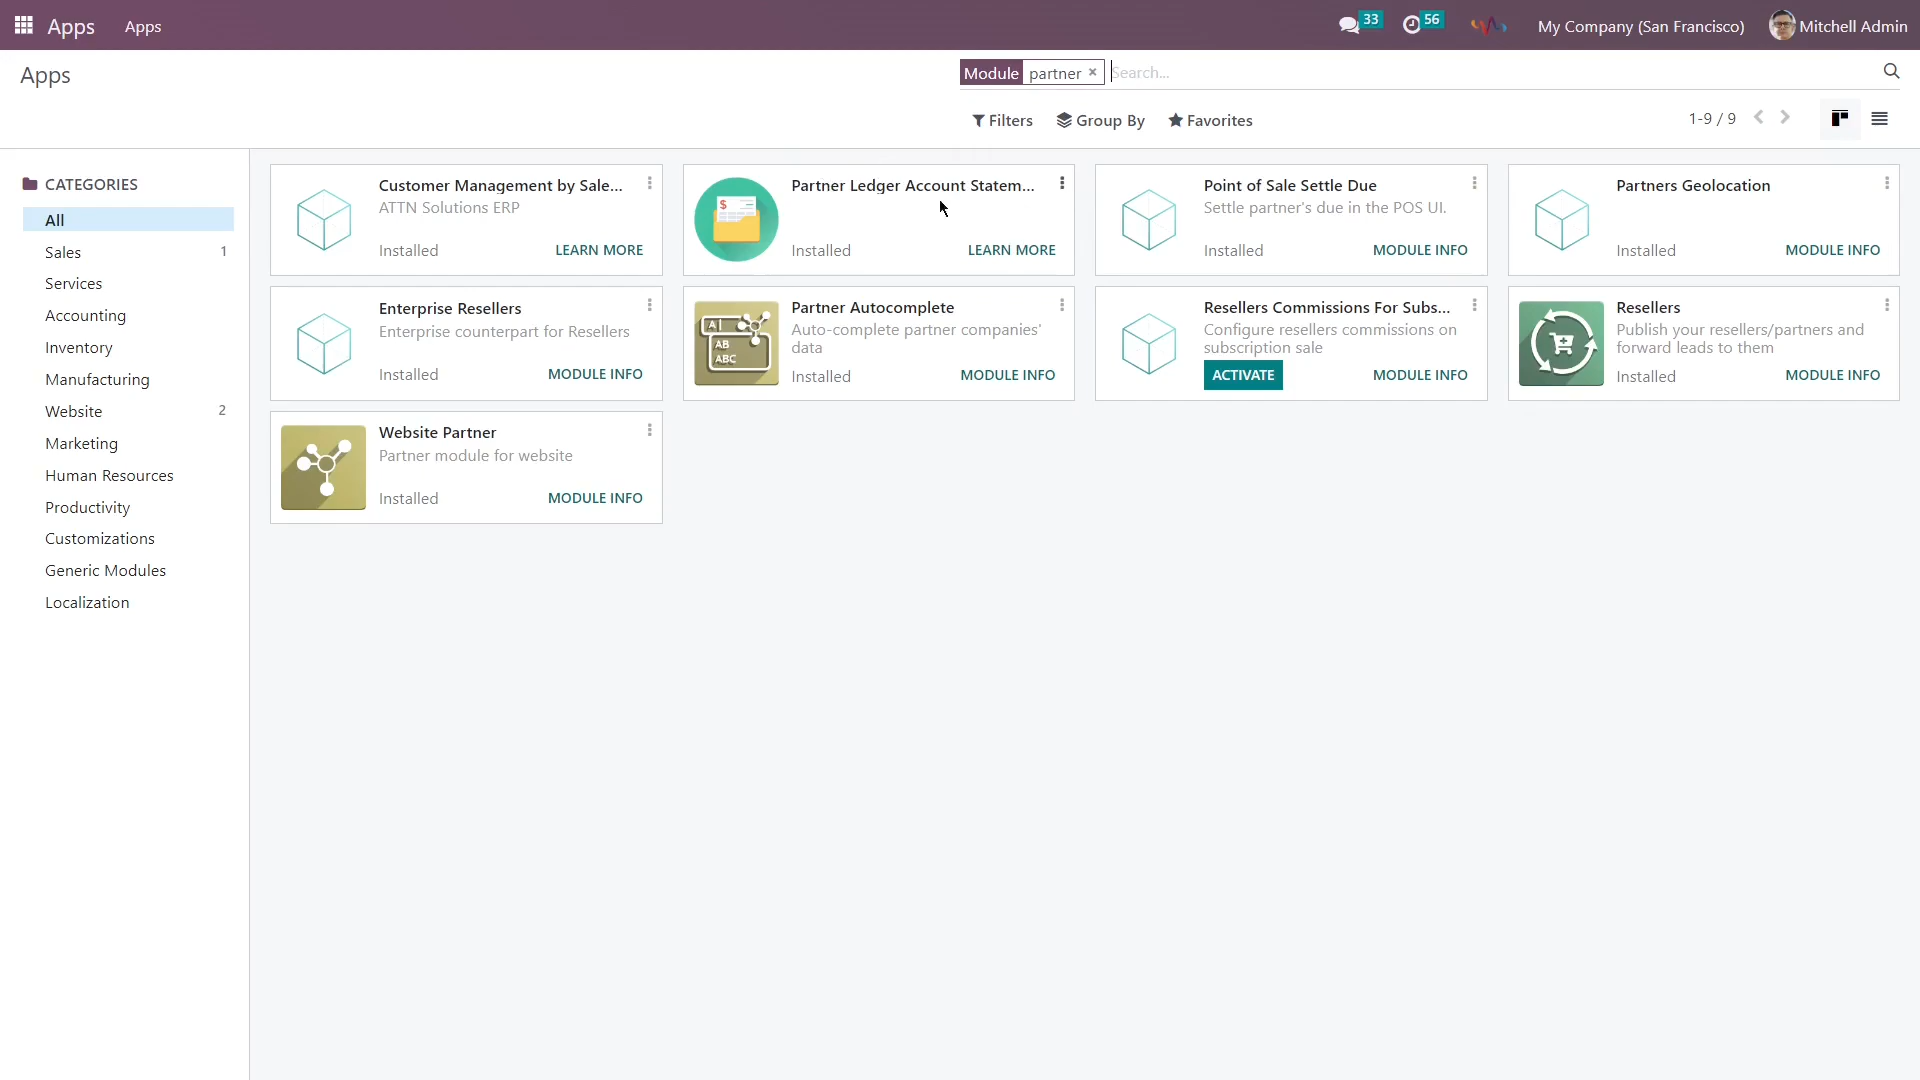 Apps
Apps
33
56
My Company (San Francisco)
Mitchell Admin
Apps
Module partner × Search...
Filters
Group By
Favorites
1-9 / 9
CATEGORIES
All
Sales 1
Services
Accounting
Inventory
Manufacturing
Website 2
Marketing
Human Resources
Productivity
Customizations
Generic Modules
Localization
Customer Management by Sale...
ATTN Solutions ERP
Installed
LEARN MORE
$
Partner Ledger Account Statem...
Installed
LEARN MORE
Point of Sale Settle Due
Settle partner's due in the POS UI.
Installed
MODULE INFO
Partners Geolocation
Installed
MODULE INFO
Enterprise Resellers
Enterprise counterpart for Resellers
Installed
MODULE INFO
A|
AB
ABC
Partner Autocomplete
Auto-complete partner companies'
data
Installed
MODULE INFO
Resellers Commissions For Subs...
Configure resellers commissions on
subscription sale
ACTIVATE
MODULE INFO
Resellers
Publish your resellers/partners and
forward leads to them
Installed
MODULE INFO
Website Partner
Partner module for website
Installed
MODULE INFO